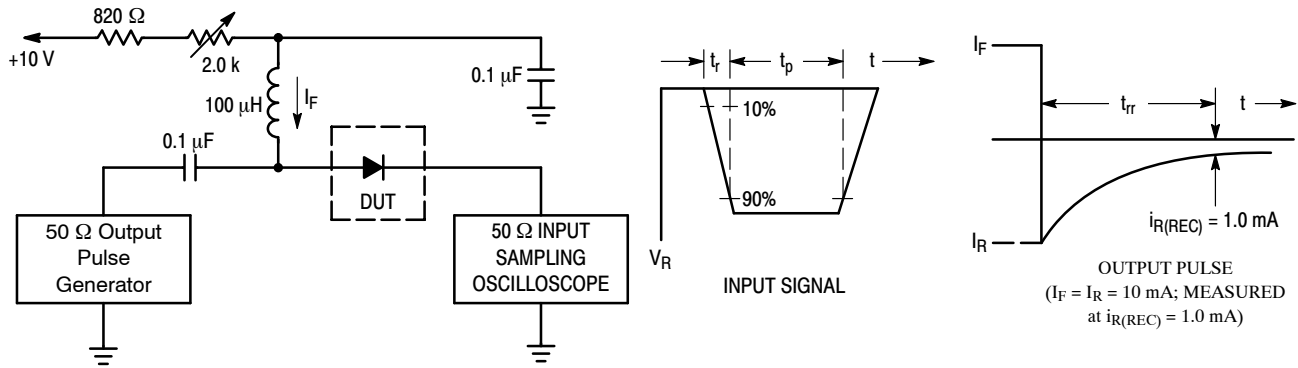 820 Ω
+10 V
2.0 k
100 μH
I_F
0.1 μF
0.1 μF
DUT
50 Ω Output
Pulse
Generator
50 Ω INPUT
SAMPLING
OSCILLOSCOPE
t_r
t_p
t
10%
90%
V_R
INPUT SIGNAL
I_F
t_rr
t
I_R
i_R(REC) = 1.0 mA
OUTPUT PULSE
(I_F = I_R = 10 mA; MEASURED
at i_R(REC) = 1.0 mA)